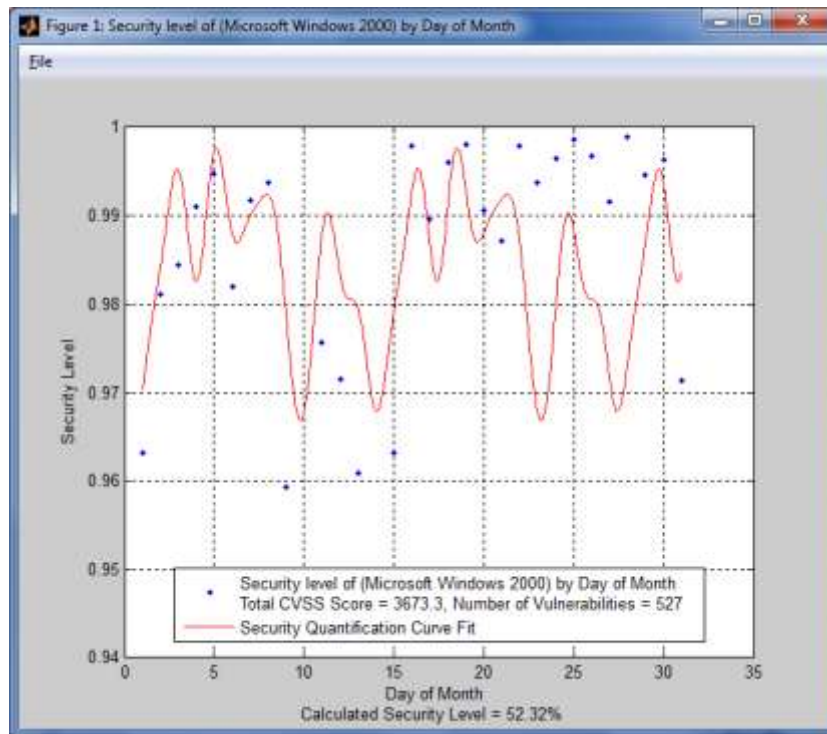 Figure 1: Security level of (Microsoft Windows 2000) by Day of Month
File
1
0.99
0.98
0.97
0.96
0.95
0.94
Security Level
Security level of (Microsoft Windows 2000) by Day of Month
Total CVSS Score = 3673.3, Number of Vulnerabilities = 527
Security Quantification Curve Fit
0 5 10 15 20 25 30 35
Day of Month
Calculated Security Level = 52.32%